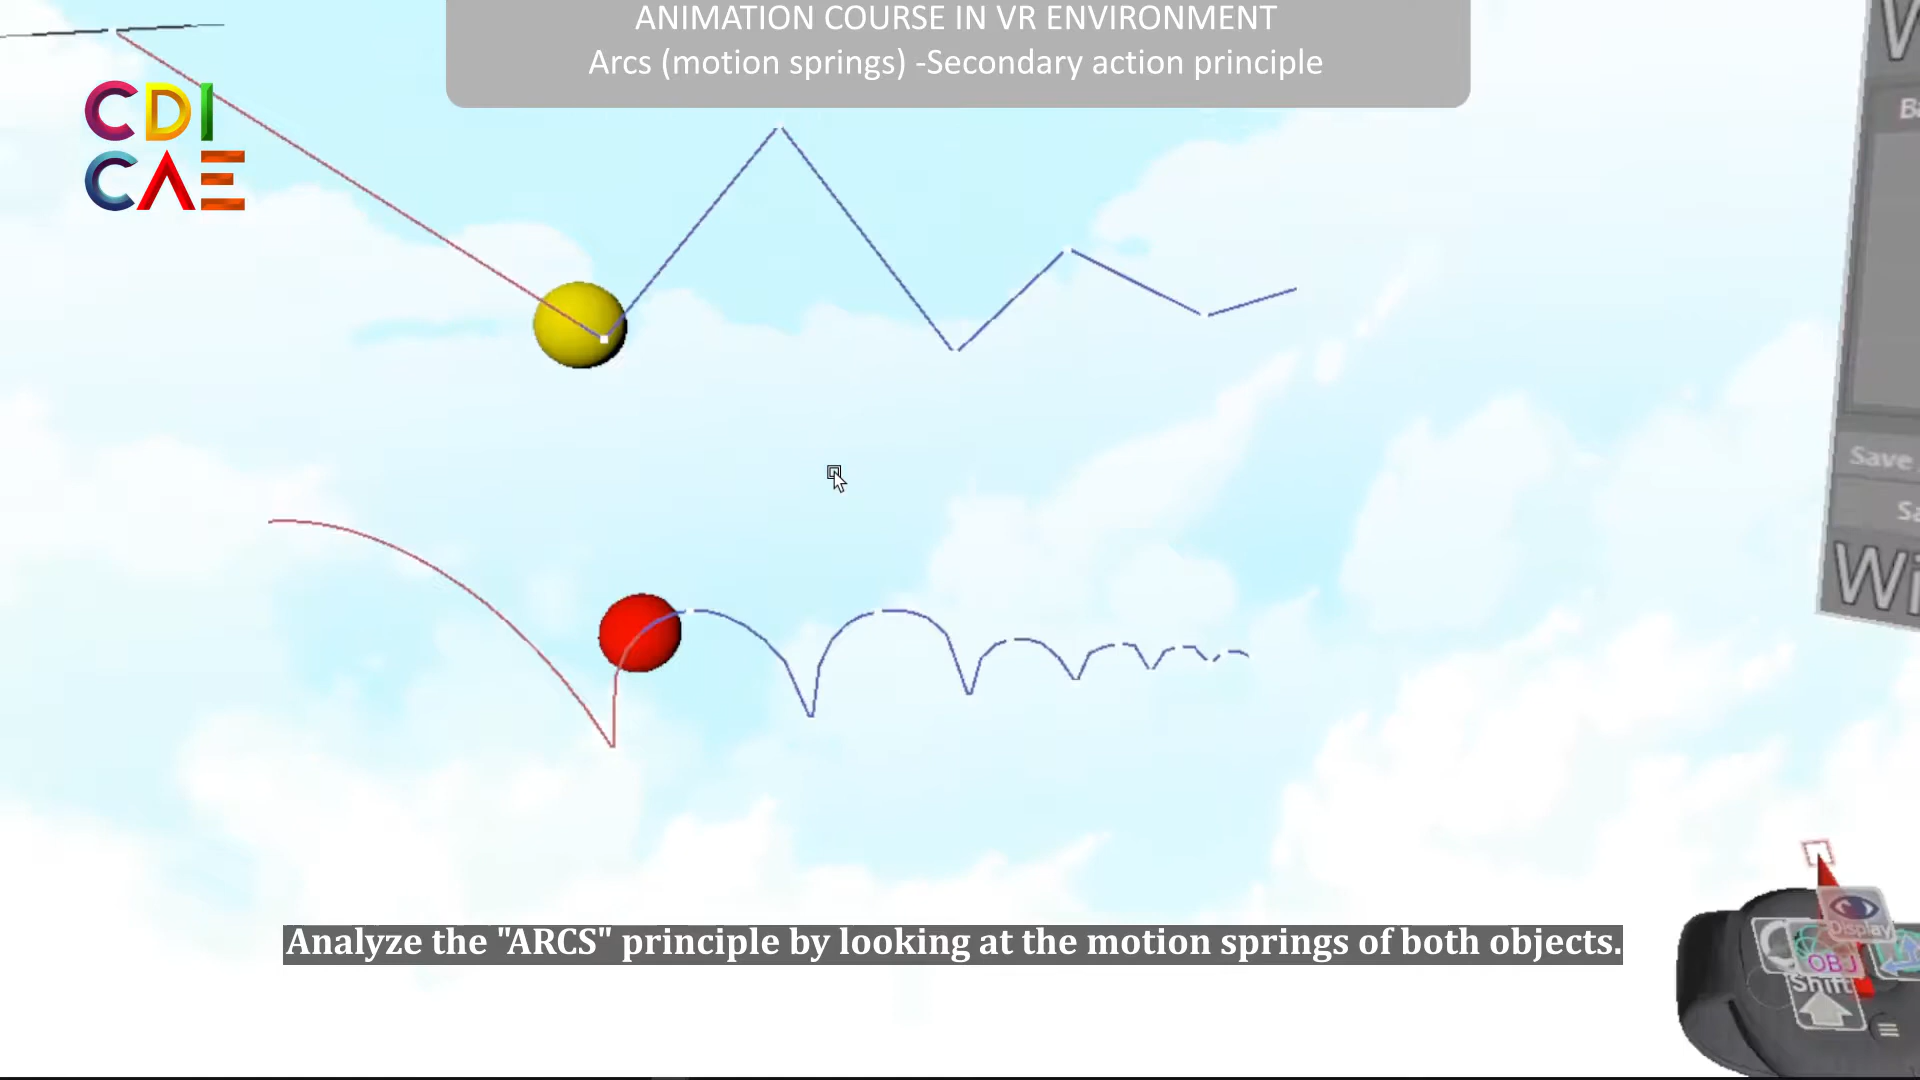 ANIMATION COURSE IN VR ENVIRONMENT
Arcs (motion springs) -Secondary action principle
CDI
CAE
Save
Analyze the "ARCS" principle by looking at the motion springs of both objects.
Display
OBJ
Shift